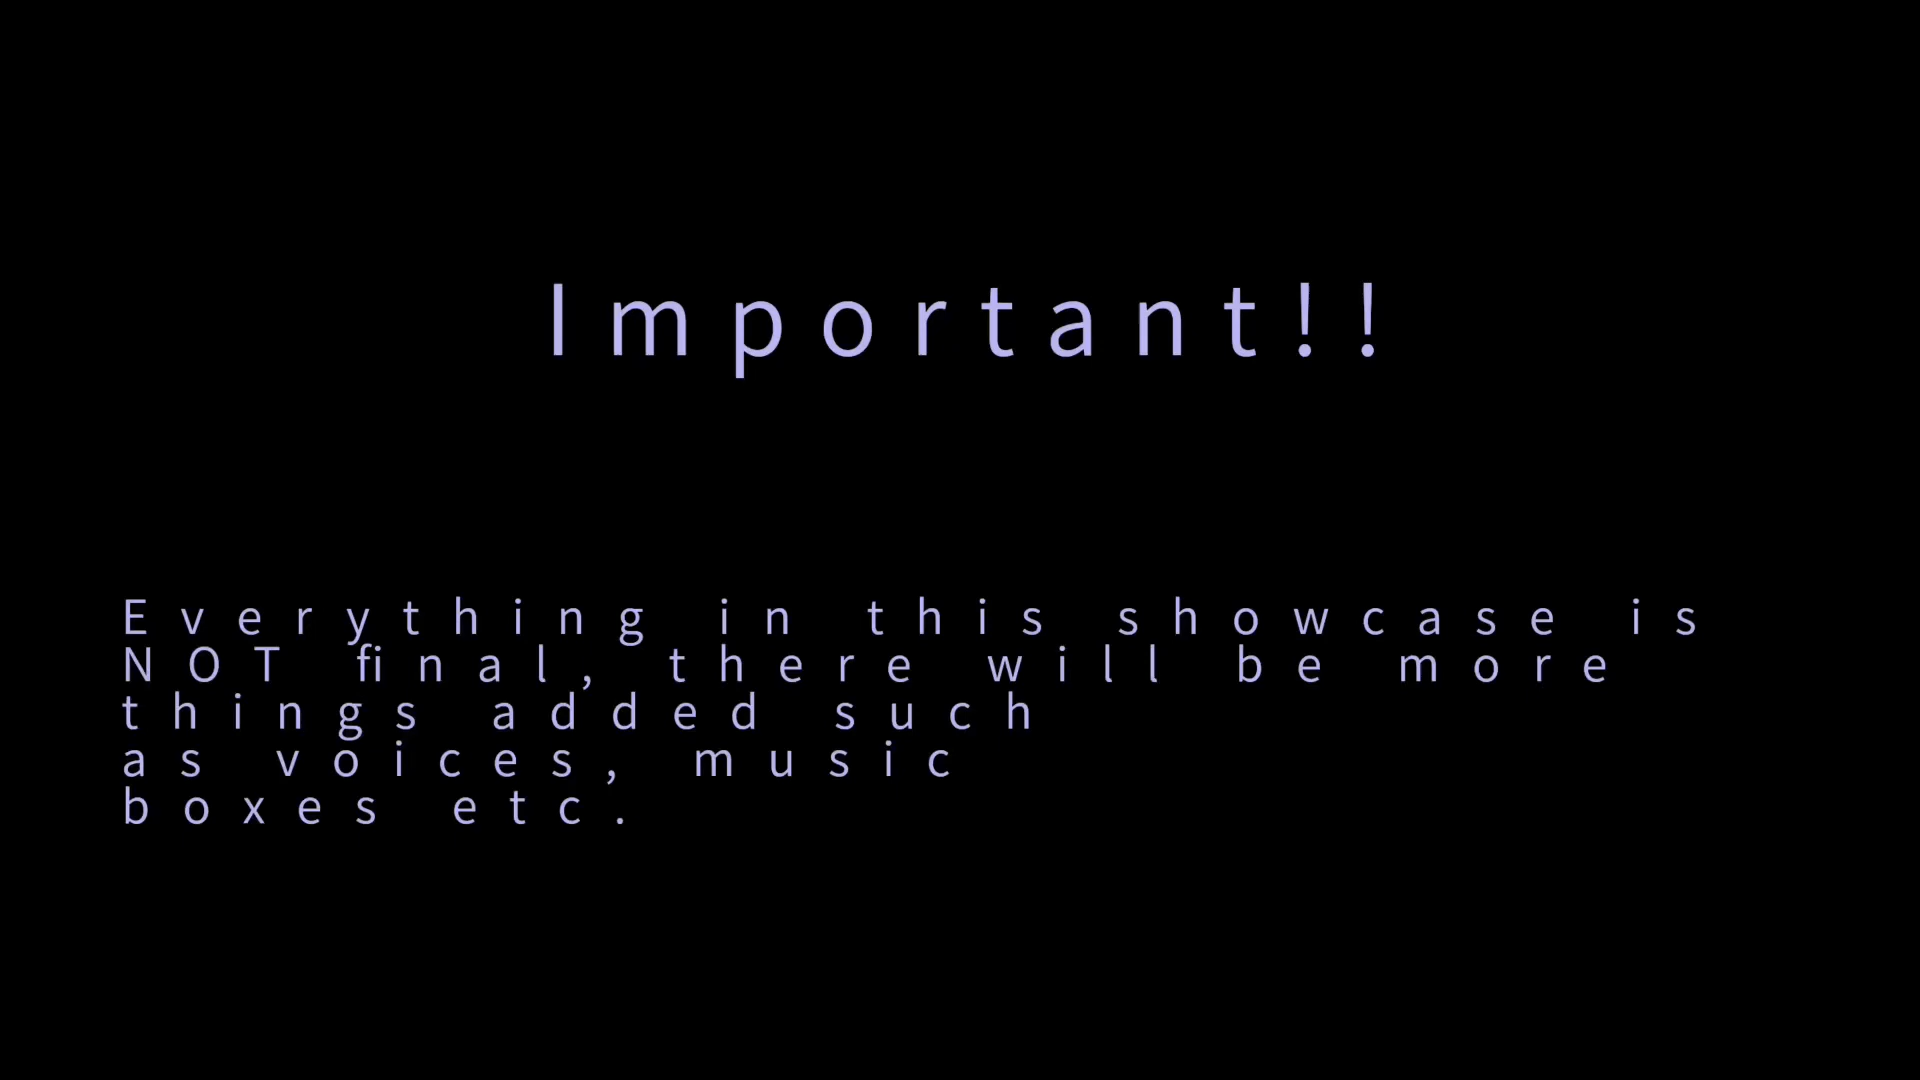 Important!!
Everything in this showcase is
NOT final, there will be more
things added such
as voices, music
boxes etc.